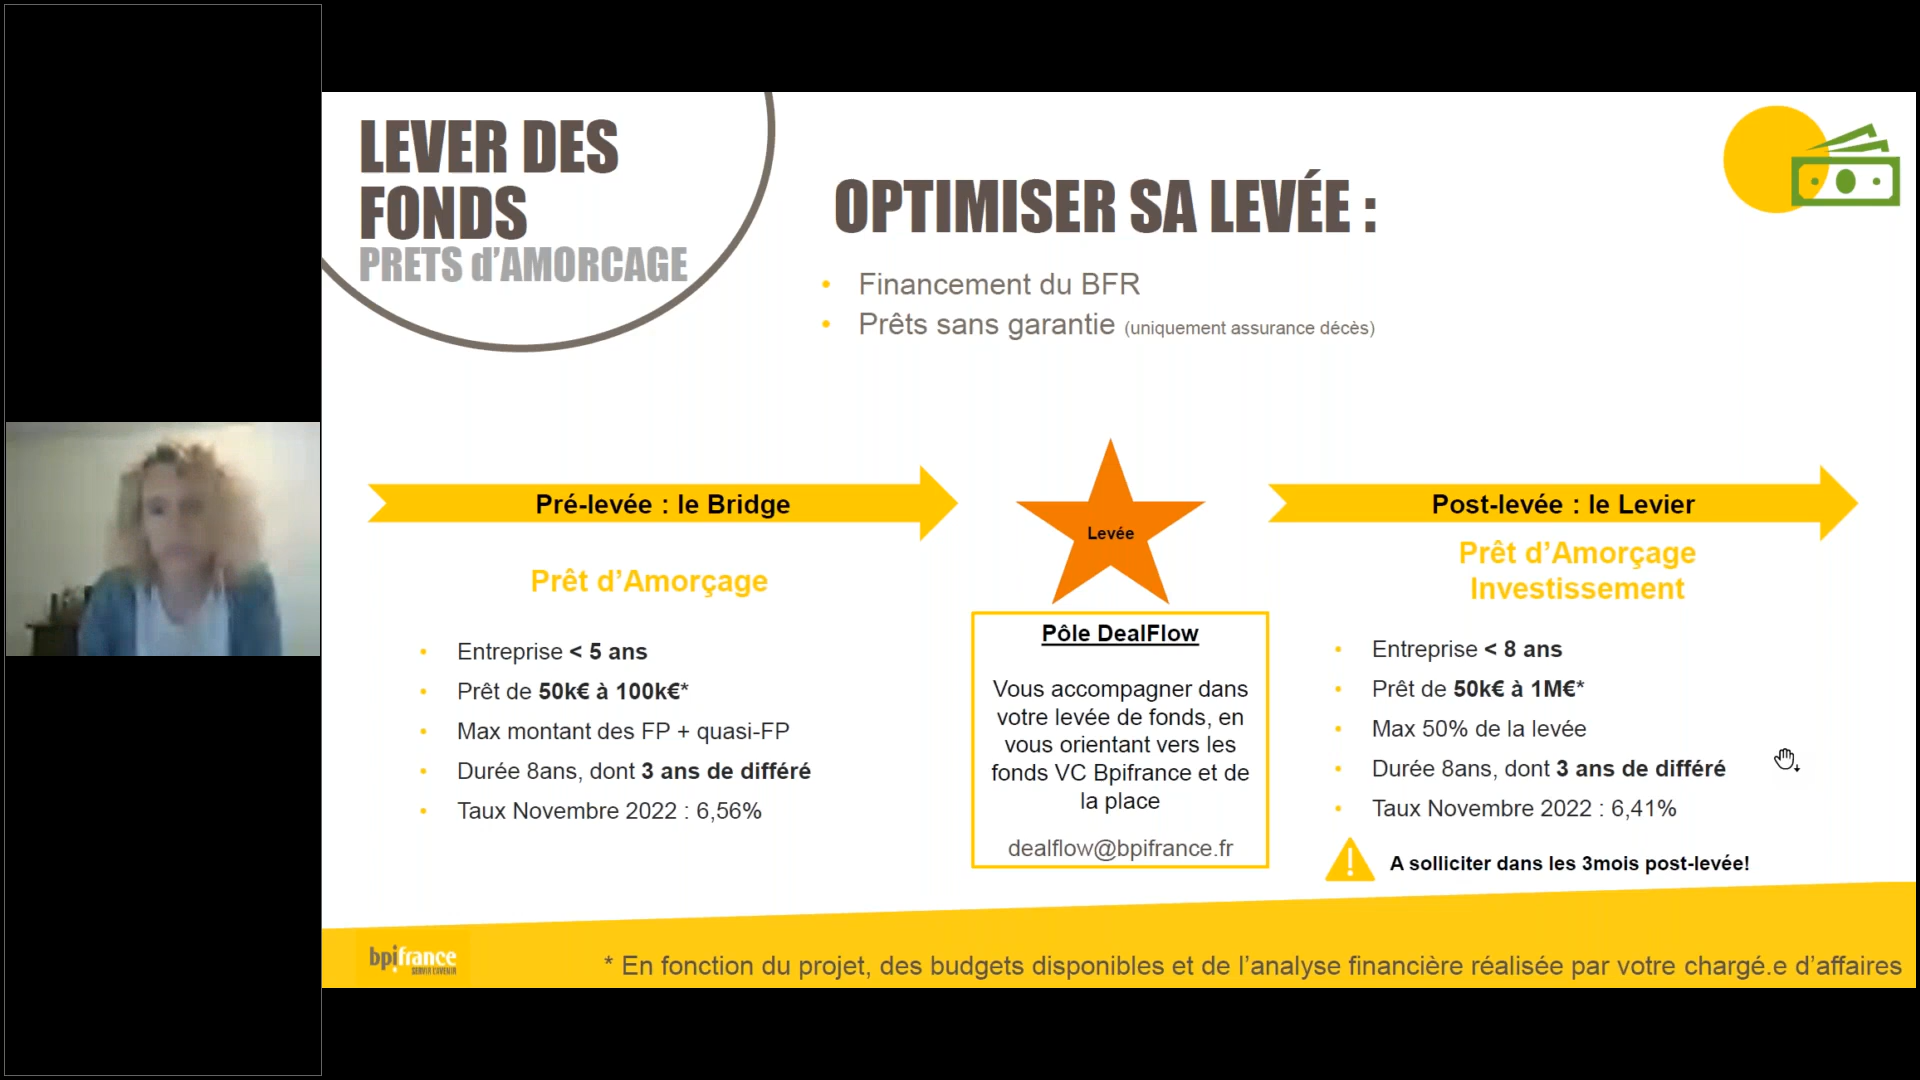 LEVER DES
FONDS
PRETS d'AMORCAGE
OPTIMISER SA LEVÉE :
• Financement du BFR
• Prêts sans garantie (uniquement assurance décès)
Pré-levée : le Bridge
Prêt d'Amorçage
• Entreprise < 5 ans
• Prêt de 50k€ à 100k€*
• Max montant des FP + quasi-FP
• Durée 8ans, dont 3 ans de différé
• Taux Novembre 2022 : 6,56%
Levée
Pôle DealFlow
Vous accompagner dans
votre levée de fonds, en
vous orientant vers les
fonds VC Bpifrance et de
la place
dealflow@bpifrance.fr
Post-levée : le Levier
Prêt d'Amorçage
Investissement
• Entreprise < 8 ans
• Prêt de 50k€ à 1M€*
• Max 50% de la levée
• Durée 8ans, dont 3 ans de différé
• Taux Novembre 2022 : 6,41%
A solliciter dans les 3mois post-levée!
bpifrance
SERVIR L'AVENIR
* En fonction du projet, des budgets disponibles et de l'analyse financière réalisée par votre chargé.e d'affaires